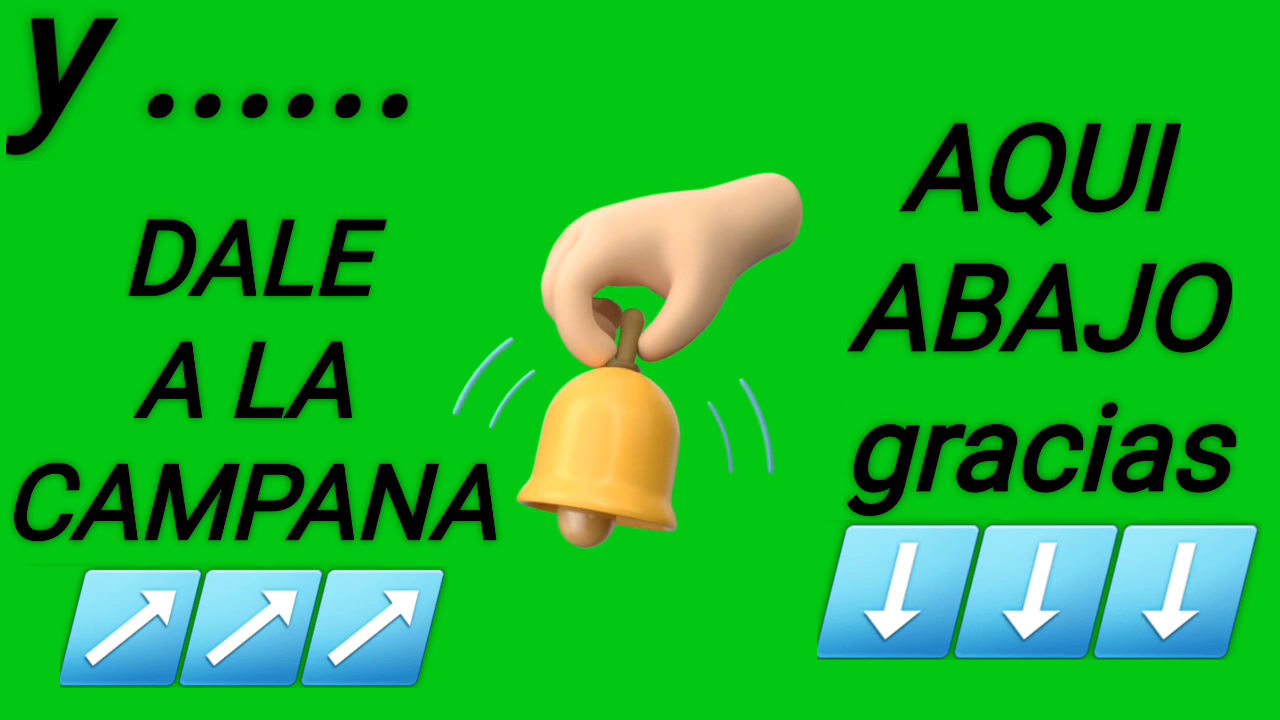 y ......
DALE
A LA
CAMPANA
AQUI
ABAJO
gracias